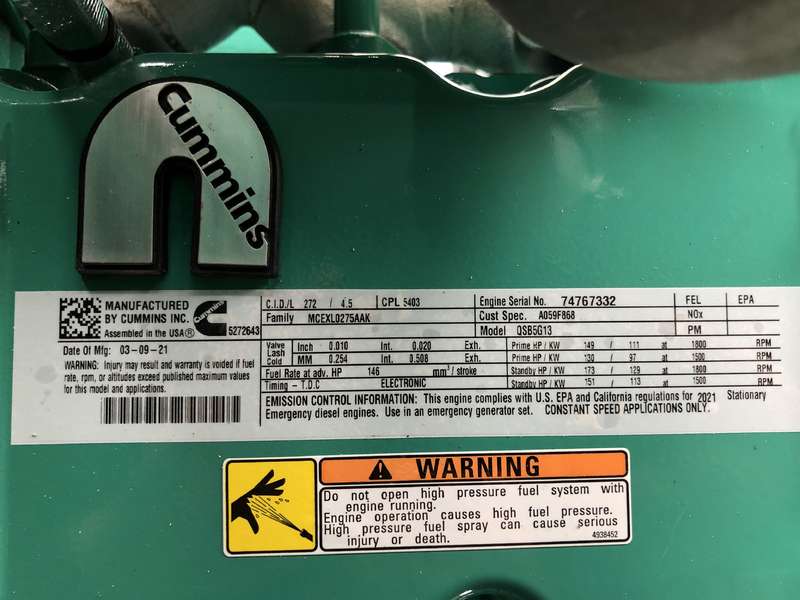 Cummins
MANUFACTURED
BY CUMMINS INC.
Assembled in the USA®
Cummins
5272643
Date Of Mfg: 03-09-21
WARNING: Injury may result and warranty is voided if fuel
rate, rpm, or altitudes exceed published maximum values
for this model and applications.
C.I.D./L 272 / 4.5 CPL 5403 Engine Serial No. 74767332 FEL EPA
Family MCEXL0275AAK Cust Spec. A059F868 NOx
Model QSB5G13 PM
Valve Lash Cold Inch 0.010 Int. 0.020 Exh. Prime HP / KW 149 / 111 at 1800 RPM
MM 0.254 Int. 0.508 Exh. Prime HP / KW 130 / 97 at 1500 RPM
Fuel Rate at adv. HP 146 mm³/ stroke Standby HP / KW 173 / 129 at 1800 RPM
Timing - T.D.C ELECTRONIC Standby HP / KW 151 / 113 at 1500 RPM
EMISSION CONTROL INFORMATION: This engine complies with U.S. EPA and California regulations for 2021 Stationary
Emergency diesel engines. Use in an emergency generator set. CONSTANT SPEED APPLICATIONS ONLY.
WARNING
Do not open high pressure fuel system with
engine running.
Engine operation causes high fuel pressure.
High pressure fuel spray can cause serious
injury or death.
4938452